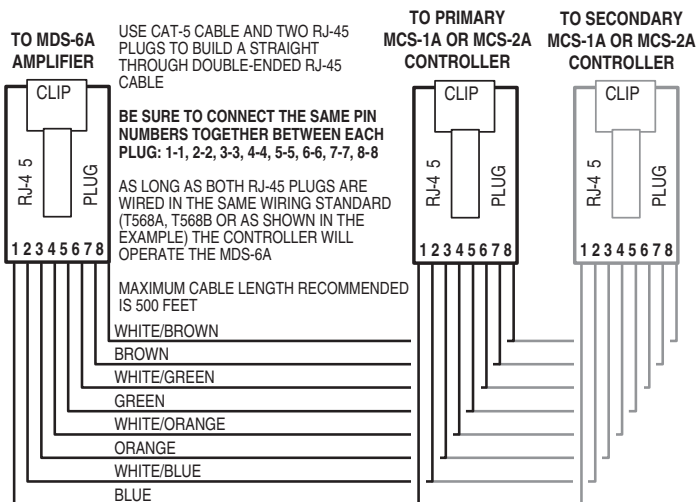 TO MDS-6A
AMPLIFIER
CLIP
RJ-4 5
PLUG
1 2 3 4 5 6 7 8
USE CAT-5 CABLE AND TWO RJ-45
PLUGS TO BUILD A STRAIGHT
THROUGH DOUBLE-ENDED RJ-45
CABLE
BE SURE TO CONNECT THE SAME PIN
NUMBERS TOGETHER BETWEEN EACH
PLUG: 1-1, 2-2, 3-3, 4-4, 5-5, 6-6, 7-7, 8-8
AS LONG AS BOTH RJ-45 PLUGS ARE
WIRED IN THE SAME WIRING STANDARD
(T568A, T568B OR AS SHOWN IN THE
EXAMPLE) THE CONTROLLER WILL
OPERATE THE MDS-6A
MAXIMUM CABLE LENGTH RECOMMENDED
IS 500 FEET
TO PRIMARY
MCS-1A OR MCS-2A
CONTROLLER
CLIP
RJ-4 5
PLUG
1 2 3 4 5 6 7 8
TO SECONDARY
MCS-1A OR MCS-2A
CONTROLLER
CLIP
RJ-4 5
PLUG
1 2 3 4 5 6 7 8
WHITE/BROWN
BROWN
WHITE/GREEN
GREEN
WHITE/ORANGE
ORANGE
WHITE/BLUE
BLUE